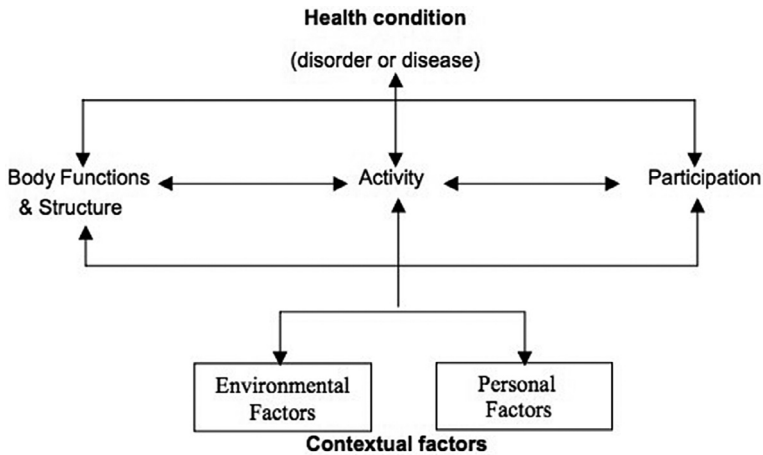 Health condition
(disorder or disease)
Body Functions
& Structure
Activity
Participation
Environmental
Factors
Personal
Factors
Contextual factors